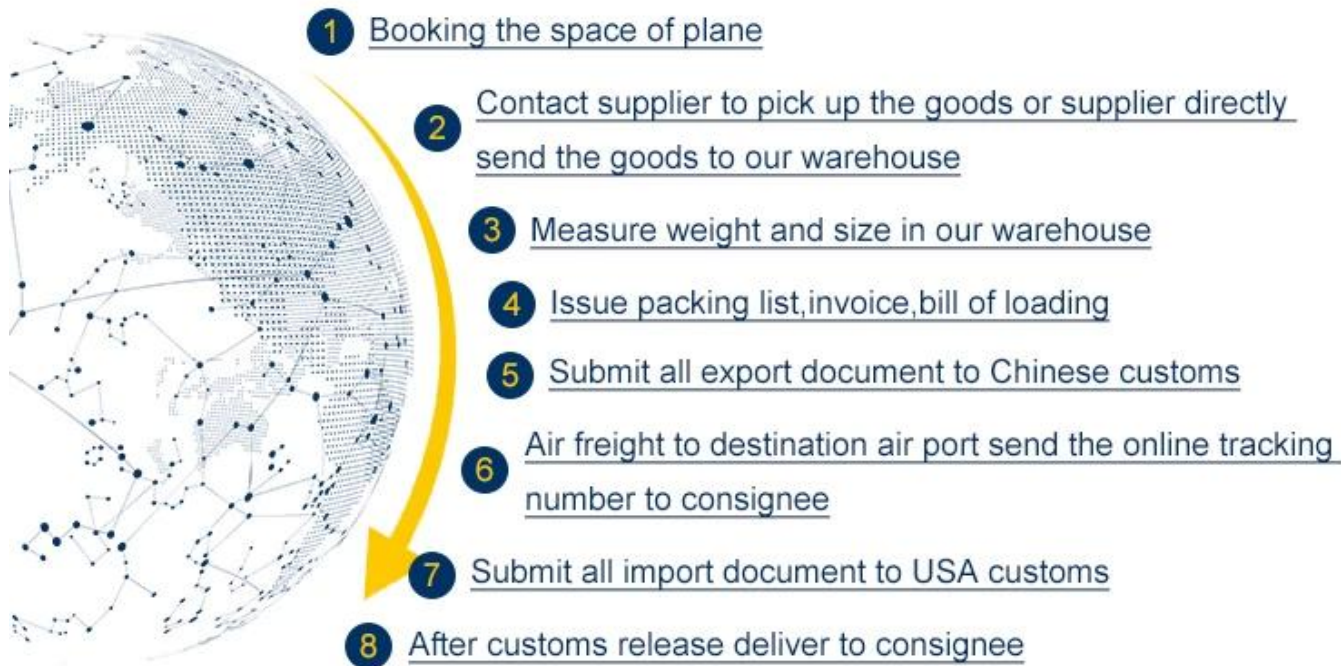 1 Booking the space of plane
2 Contact supplier to pick up the goods or supplier directly
send the goods to our warehouse
3 Measure weight and size in our warehouse
4 Issue packing list,invoice,bill of loading
5 Submit all export document to Chinese customs
6 Air freight to destination air port send the online tracking
number to consignee
7 Submit all import document to USA customs
8 After customs release deliver to consignee